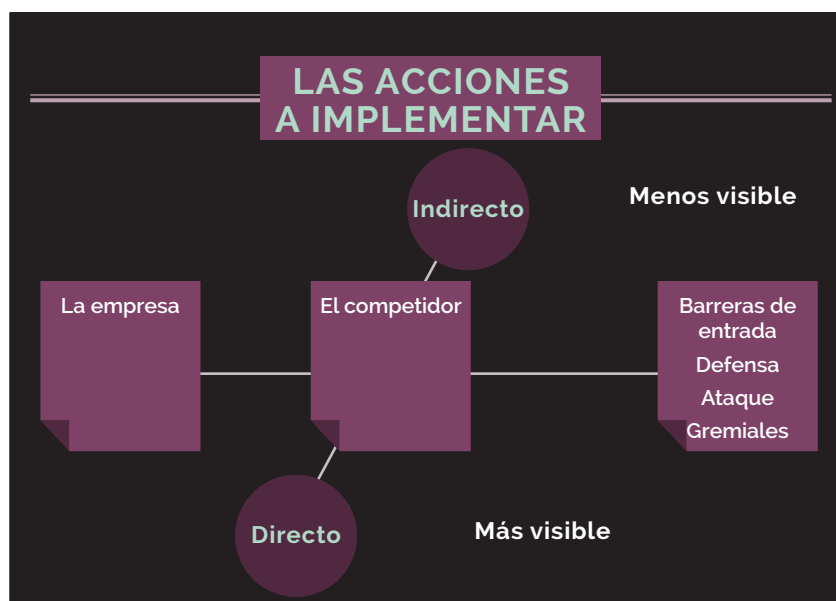 LAS ACCIONES
A IMPLEMENTAR
Indirecto
Menos visible
La empresa
El competidor
Barreras de
entrada
Defensa
Ataque
Gremiales
Directo
Más visible